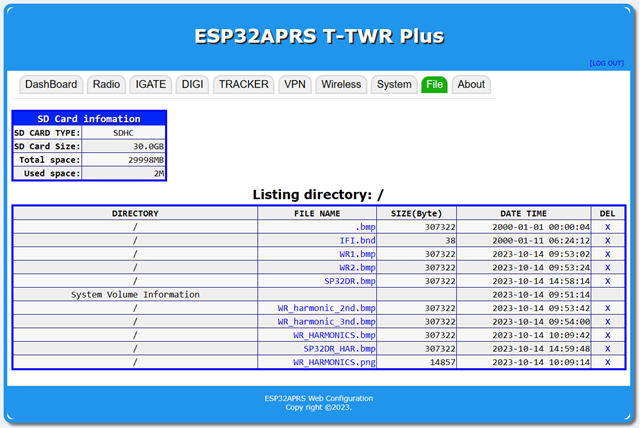 ESP32APRS T-TWR Plus
[LOG OUT]
DashBoard Radio IGATE DIGI TRACKER VPN Wireless System File About
SD Card infomation
SD CARD TYPE: SDHC
SD Card Size: 30.0GB
Total space: 29998MB
Used space: 2M
Listing directory: /
DIRECTORY FILE NAME SIZE(Byte) DATE TIME DEL
/ .bmp 307322 2000-01-01 00:00:04 X
/ IFI.bnd 38 2000-01-11 06:24:12 X
/ WR1.bmp 307322 2023-10-14 09:53:02 X
/ WR2.bmp 307322 2023-10-14 09:53:24 X
/ SP32DR.bmp 307322 2023-10-14 14:58:14 X
System Volume Information 2023-10-14 09:51:14
/ WR_harmonic_2nd.bmp 307322 2023-10-14 09:53:42 X
/ WR_harmonic_3nd.bmp 307322 2023-10-14 09:54:00 X
/ WR_HARMONICS.bmp 307322 2023-10-14 10:09:42 X
/ SP32DR_HAR.bmp 307322 2023-10-14 14:59:48 X
/ WR_HARMONICS.png 14857 2023-10-14 10:09:14 X
ESP32APRS Web Configuration
Copy right ©2023.